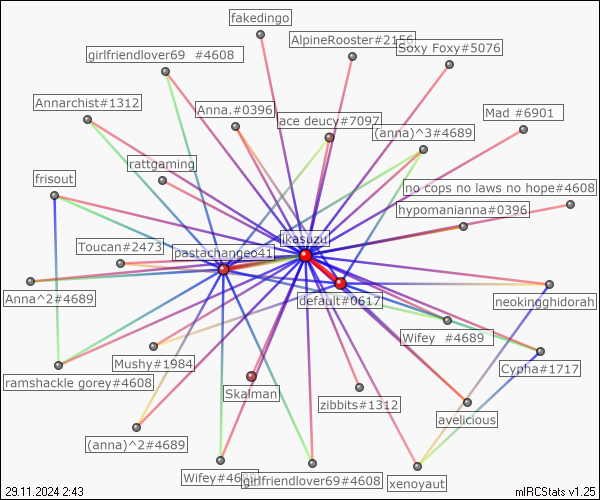 fakedingo
AlpineRooster#2156
Soxy Foxy#5076
girlfriendlover69 #4608
Annarchist#1312
Anna.#0396
ace deucy#7097
Mad #6901
(anna)^3#4689
rattgaming
frisout
no cops no laws no hope#4608
hypomanianna#0396
Toucan#2473
pastachangeo41
ikasuzu
Anna^2#4689
default#0617
neokingghidorah
Wifey #4689
Mushy#1984
Cypha#1717
ramshackle gorey#4608
Skalman
zibbits#1312
avelicious
(anna)^2#4689
Wifey#4689
girlfriendlover69#4608
xenoyaut
29.11.2024 2:43
mIRCStats v1.25